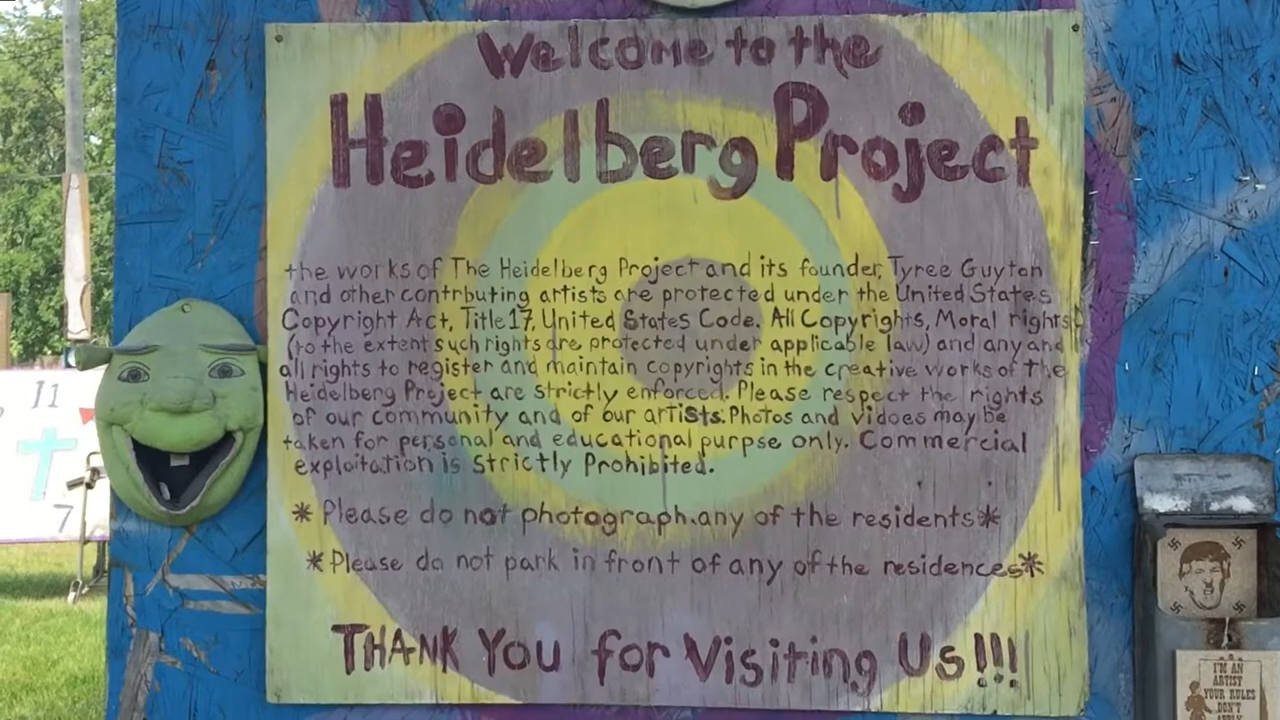 Welcome to the
Heidelberg Project
the works of The Heidelberg Project and its founder, Tyree Guyton
and other contrbuting artists are protected under the United States
Copyright Act, Title 17, United States Code. All Copyrights, Moral rights
(to the extent such rights are protected under applicable law) and any and
all rights to register and maintain copyrights in the creative works of The
Heidelberg Project are strictly enforced. Please respect the rights
of our community and of our artists. Photos and vidoes may be
taken for personal and educational purpse only. Commercial
exploitation is Strictly Prohibited.
*Please do not photograph any of the residents*
*Please do not park in front of any of the residences*
THANK YOU for Visiting Us!!!
11
7
I'M AN
ARTIST
YOUR RULES
DON'T